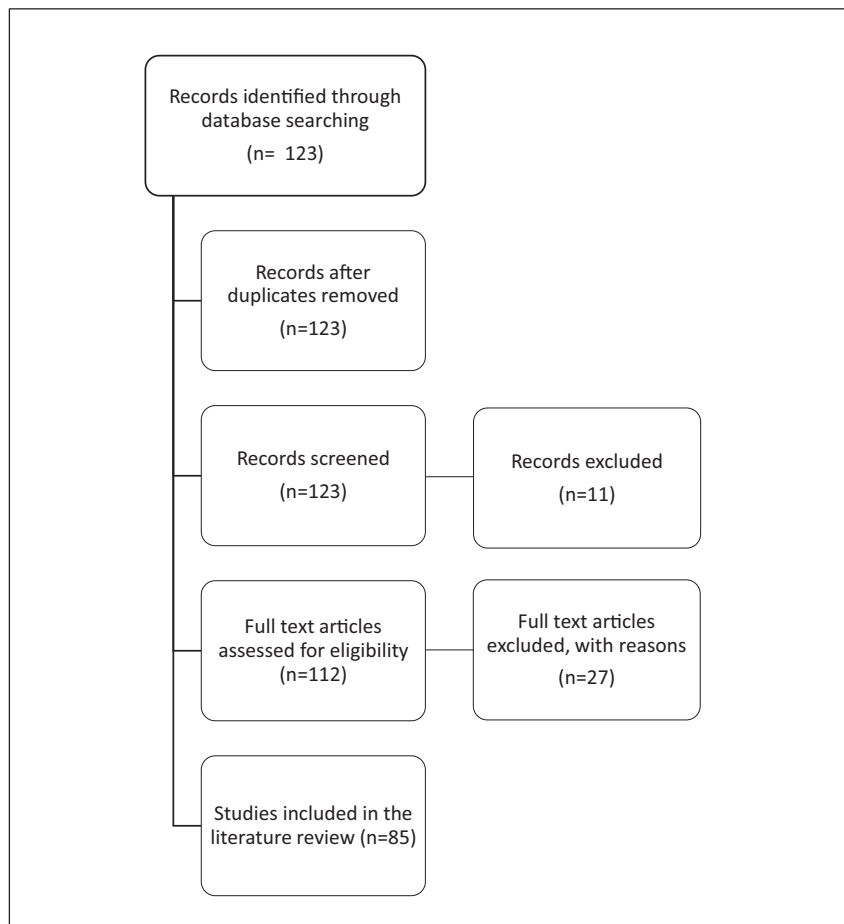 Records identified through
database searching
(n=  123)
Records after
duplicates removed
(n=123)
Records screened
(n=123)
Records excluded
(n=11)
Full text articles
assessed for eligibility
(n=112)
Full text articles
excluded, with reasons
(n=27)
Studies included in the
literature review (n=85)